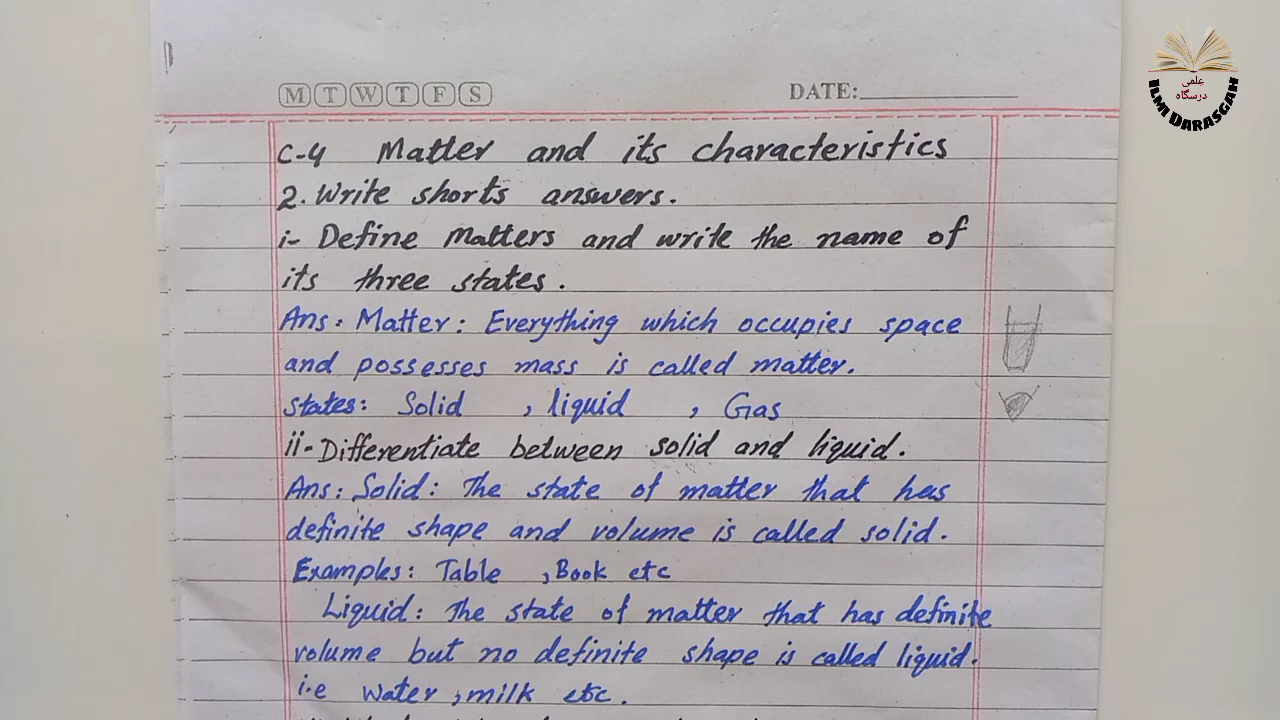 M T W T F S
DATE:
علمی
درسگاہ
ILMI DARASGAH
C-4 Matter and its characteristics
2. Write shorts answers.
i- Define Matters and write the name of
its three states.
Ans: Matter: Everything which occupies space
and possesses mass is called matter.
states: Solid , liquid , Gas
ii- Differentiate between solid and liquid.
Ans: Solid: The state of matter that has
definite shape and volume is called solid.
Examples: Table , Book etc
Liquid: The state of matter that has definite
volume but no definite shape is called liquid.
i.e water , milk etc.